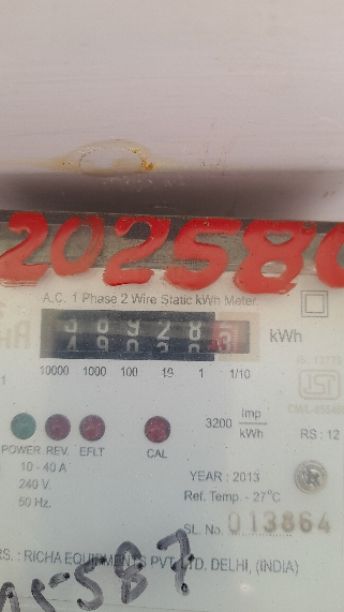 202580
A.C. 1 Phase 2 Wire Static kWh Meter
kWh
10000 1000 100 10 1 1/10
POWER REV. EFLT CAL
3200 imp/kWh
RS : 12
10 - 40 A
240 V.
50 Hz.
YEAR : 2013
Ref. Temp. - 27°C
SL. No. 013864
RS. : RICHA EQUIPMENTS PVT. LTD. DELHI, (INDIA)